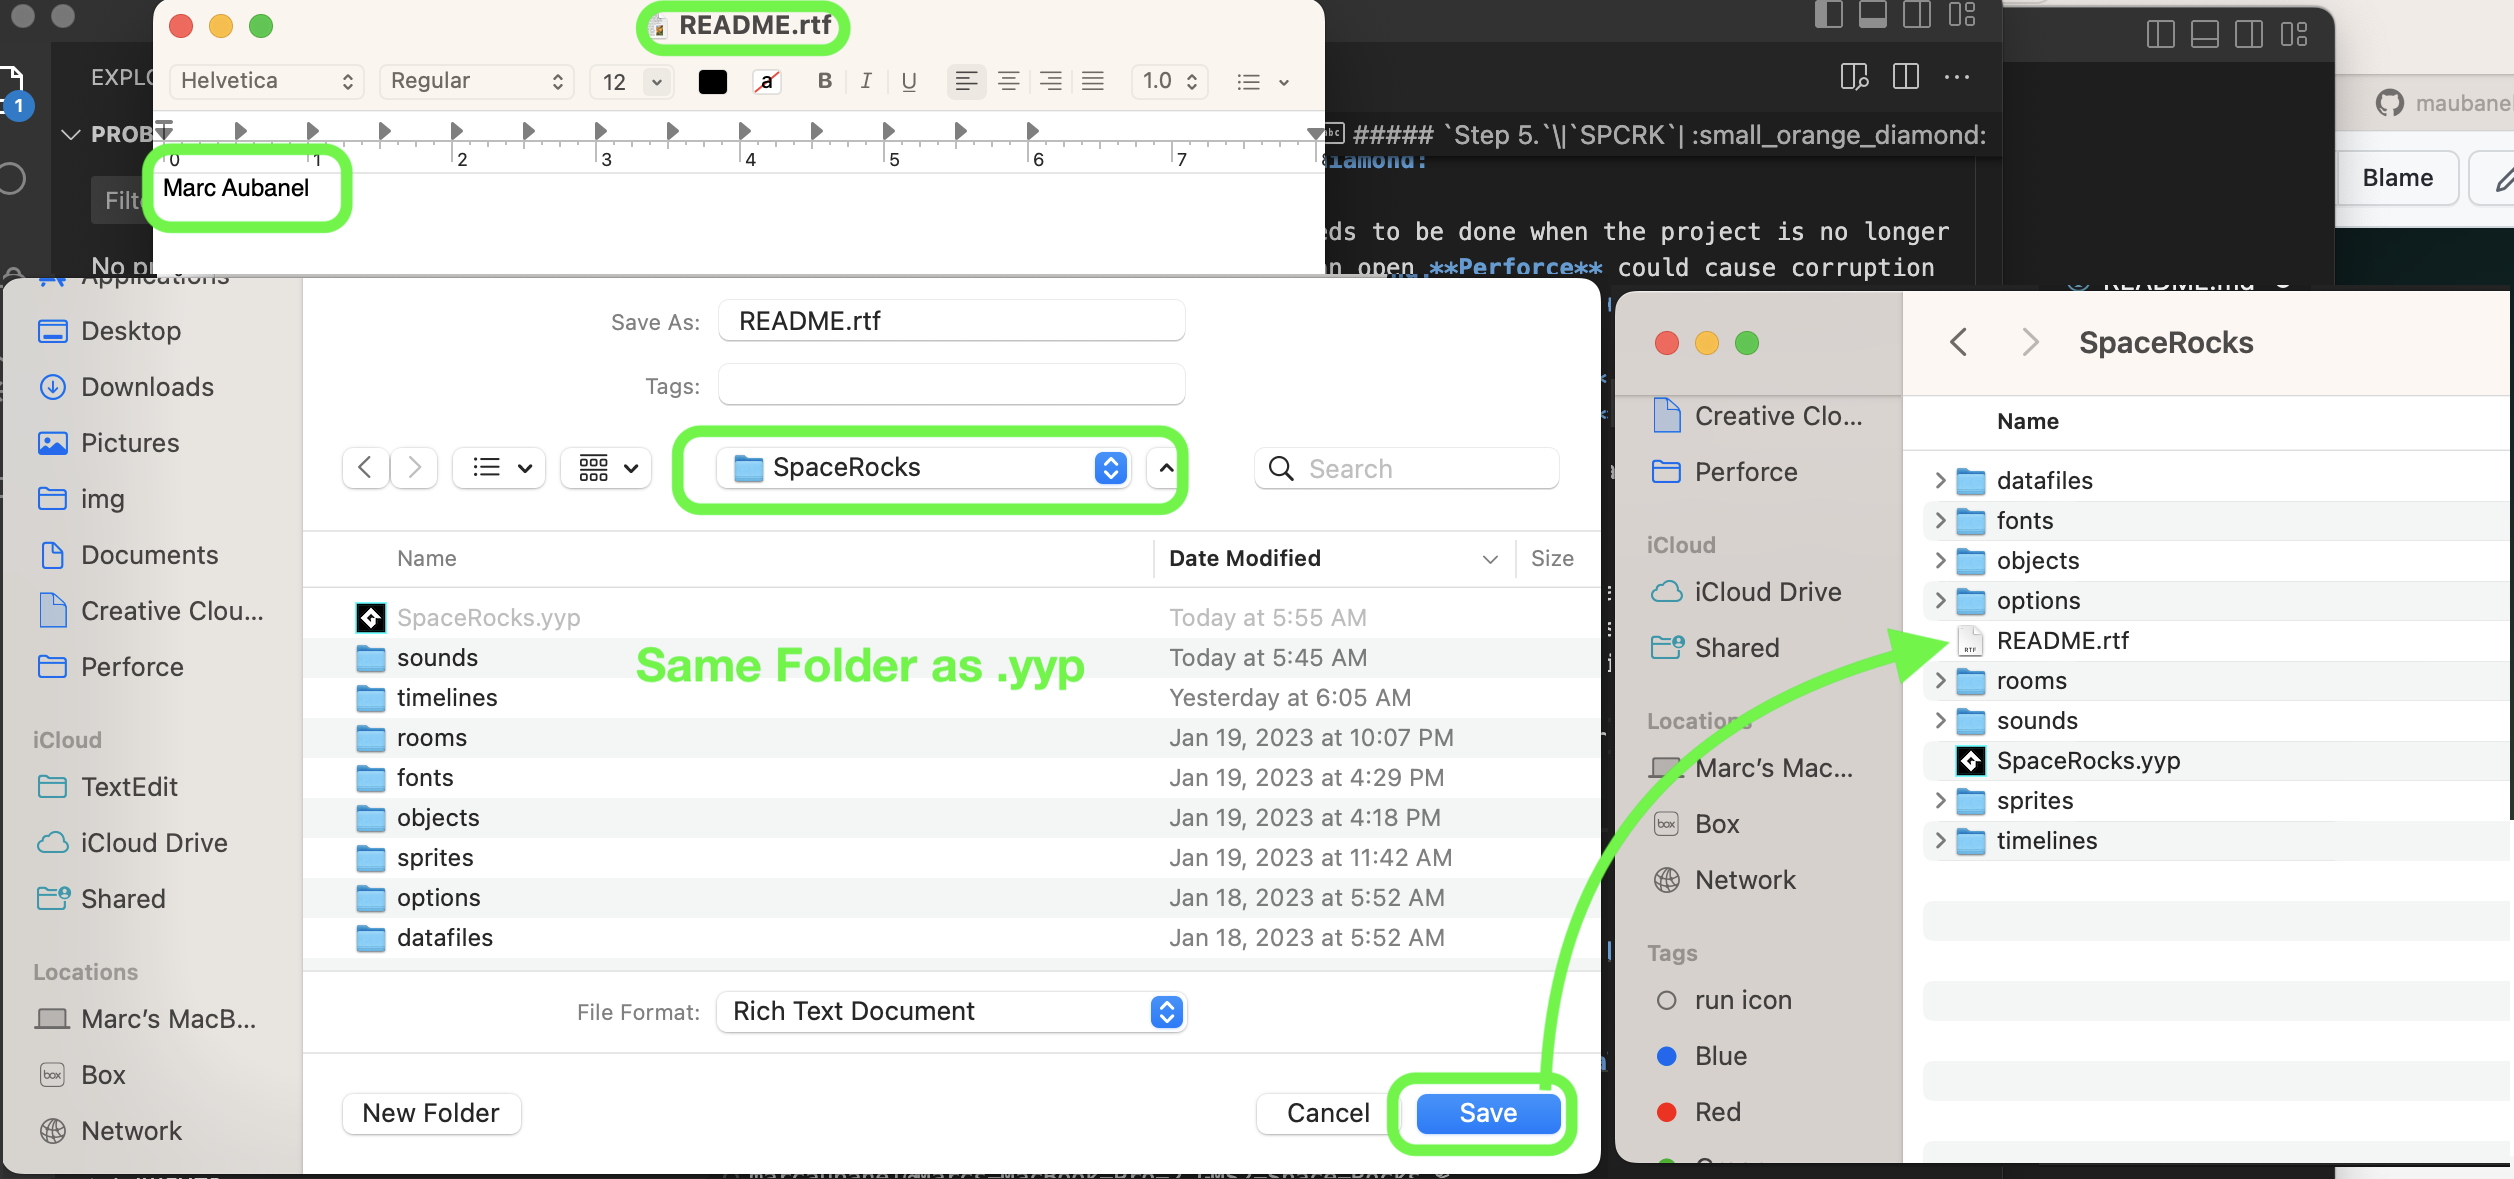 README.rtf
EXPLO
Helvetica
Regular
12
a
B
I
U
1.0
1
PROB
0 1 2 3 4 5 6 7 8
Marc Aubanel
Filt
No pr
abc ##### `Step 5.`\|`SPCRK`| :small_orange_diamond:
iamond:
eds to be done when the project is no longer
n open **Perforce** could cause corruption
maubane
Blame
README.md
Applications
Desktop
Downloads
Pictures
img
Documents
Creative Clou...
Perforce
iCloud
TextEdit
iCloud Drive
Shared
Locations
Marc's MacB...
Box
Network
Save As: README.rtf
Tags:
SpaceRocks
Search
Name Date Modified Size
SpaceRocks.yyp Today at 5:55 AM
sounds Today at 5:45 AM
timelines Yesterday at 6:05 AM
rooms Jan 19, 2023 at 10:07 PM
fonts Jan 19, 2023 at 4:29 PM
objects Jan 19, 2023 at 4:18 PM
sprites Jan 19, 2023 at 11:42 AM
options Jan 18, 2023 at 5:52 AM
datafiles Jan 18, 2023 at 5:52 AM
Same Folder as .yyp
File Format: Rich Text Document
New Folder
Cancel
Save
SpaceRocks
Creative Clo...
Perforce
iCloud
iCloud Drive
Shared
Locations
Marc's Mac...
Box
Network
Tags
run icon
Blue
Red
Name
datafiles
fonts
objects
options
README.rtf
rooms
sounds
SpaceRocks.yyp
sprites
timelines